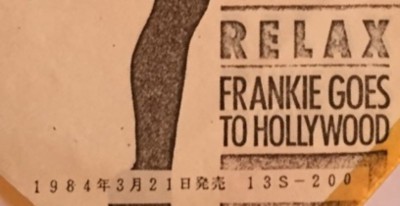 RELAX
FRANKIE GOES
TO HOLLYWOOD
1984年3月21日発売 13S-200